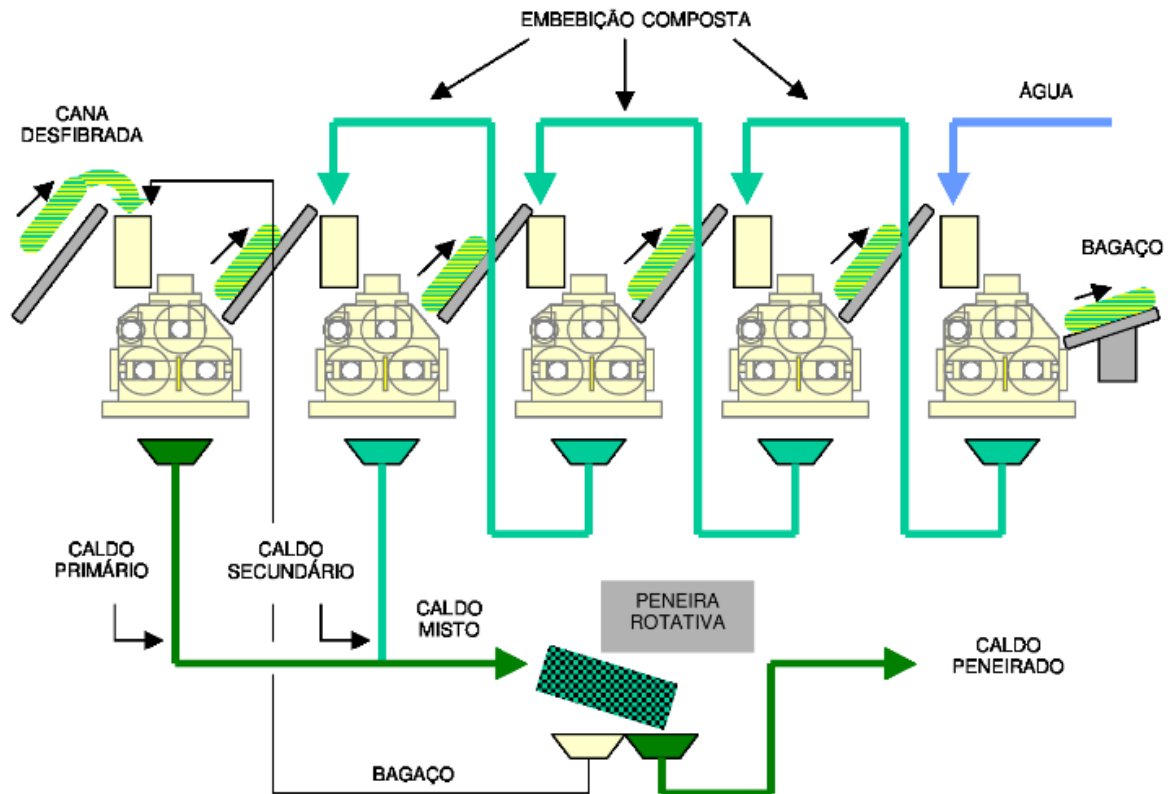 EMBEBIÇÃO COMPOSTA
ÁGUA
CANA
DESFIBRADA
BAGAÇO
CALDO
PRIMÁRIO
CALDO
SECUNDÁRIO
CALDO
MISTO
PENEIRA
ROTATIVA
CALDO
PENEIRADO
BAGAÇO